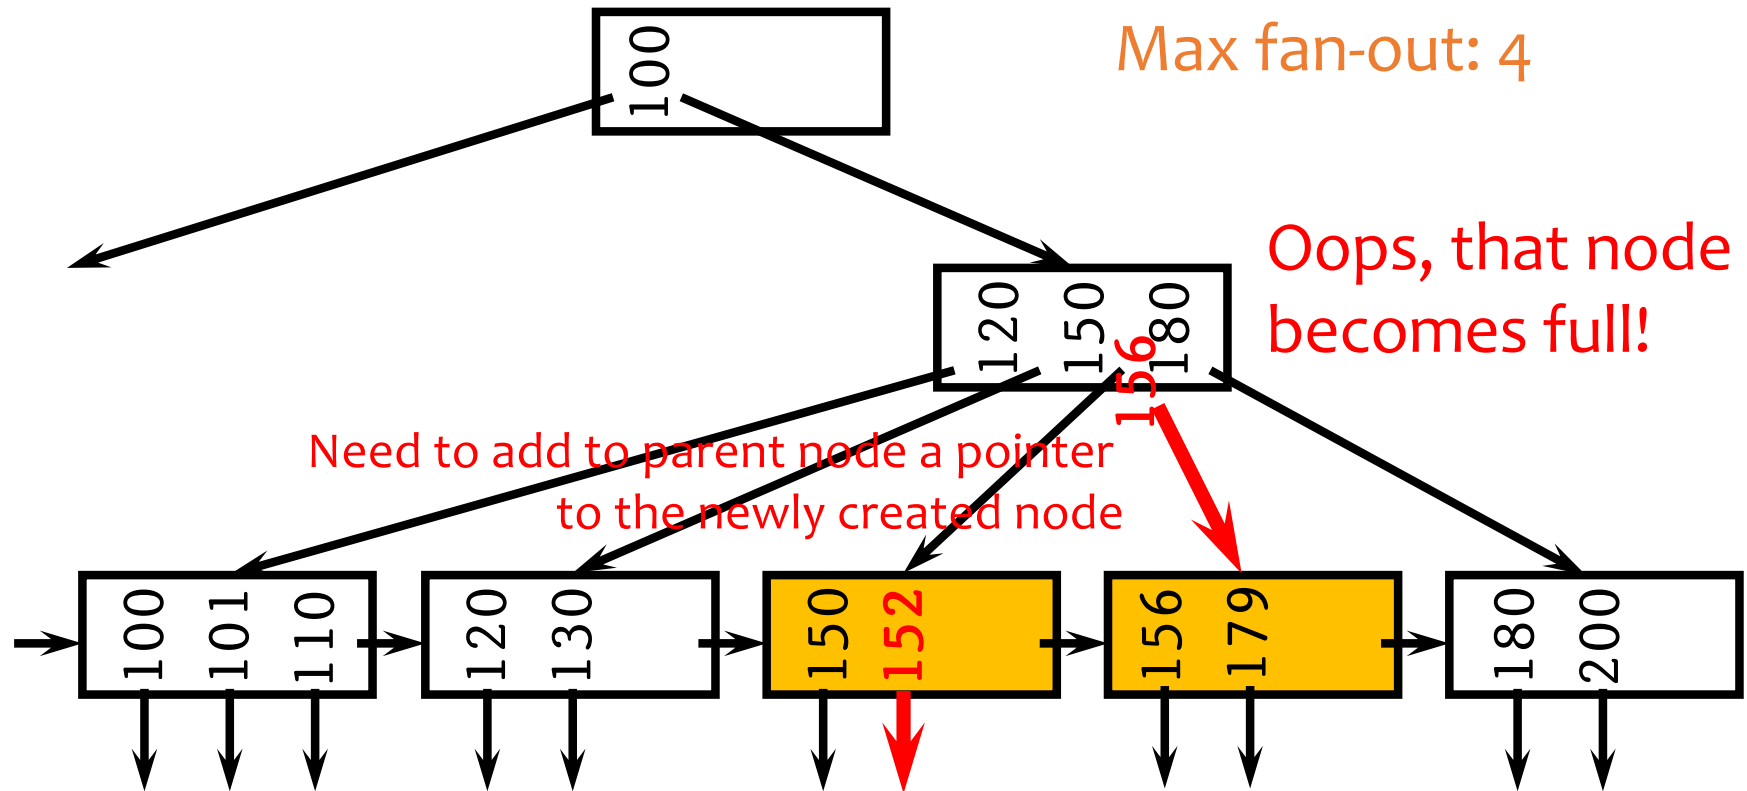 100
Max fan-out: 4
Oops, that node
becomes full!
120 150 156 180
Need to add to parent node a pointer
to the newly created node
100 101 110
120 130
150 152
156 179
180 200